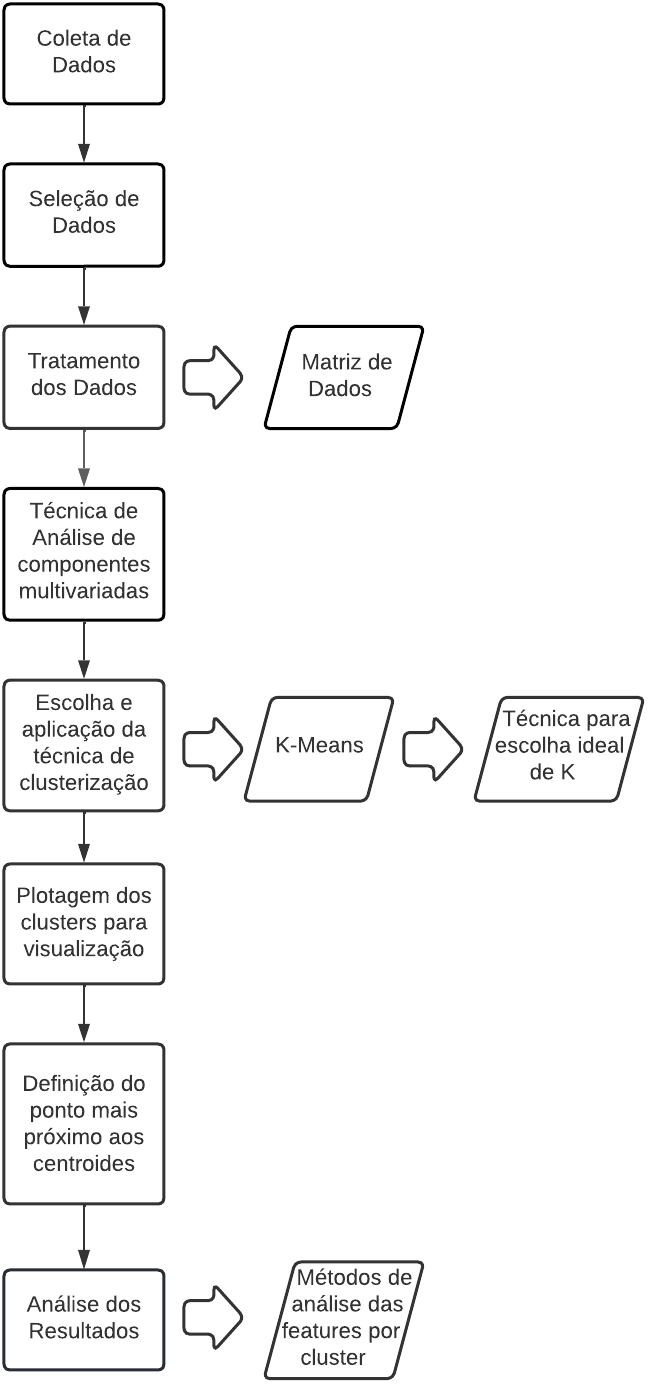 Coleta de
Dados
Seleção de
Dados
Tratamento
dos Dados
Matriz de
Dados
Técnica de
Análise de
componentes
multivariadas
Escolha e
aplicação da
técnica de
clusterização
K-Means
Técnica para
escolha ideal
de K
Plotagem dos
clusters para
visualização
Definição do
ponto mais
próximo aos
centroides
Análise dos
Resultados
Métodos de
análise das
features por
cluster